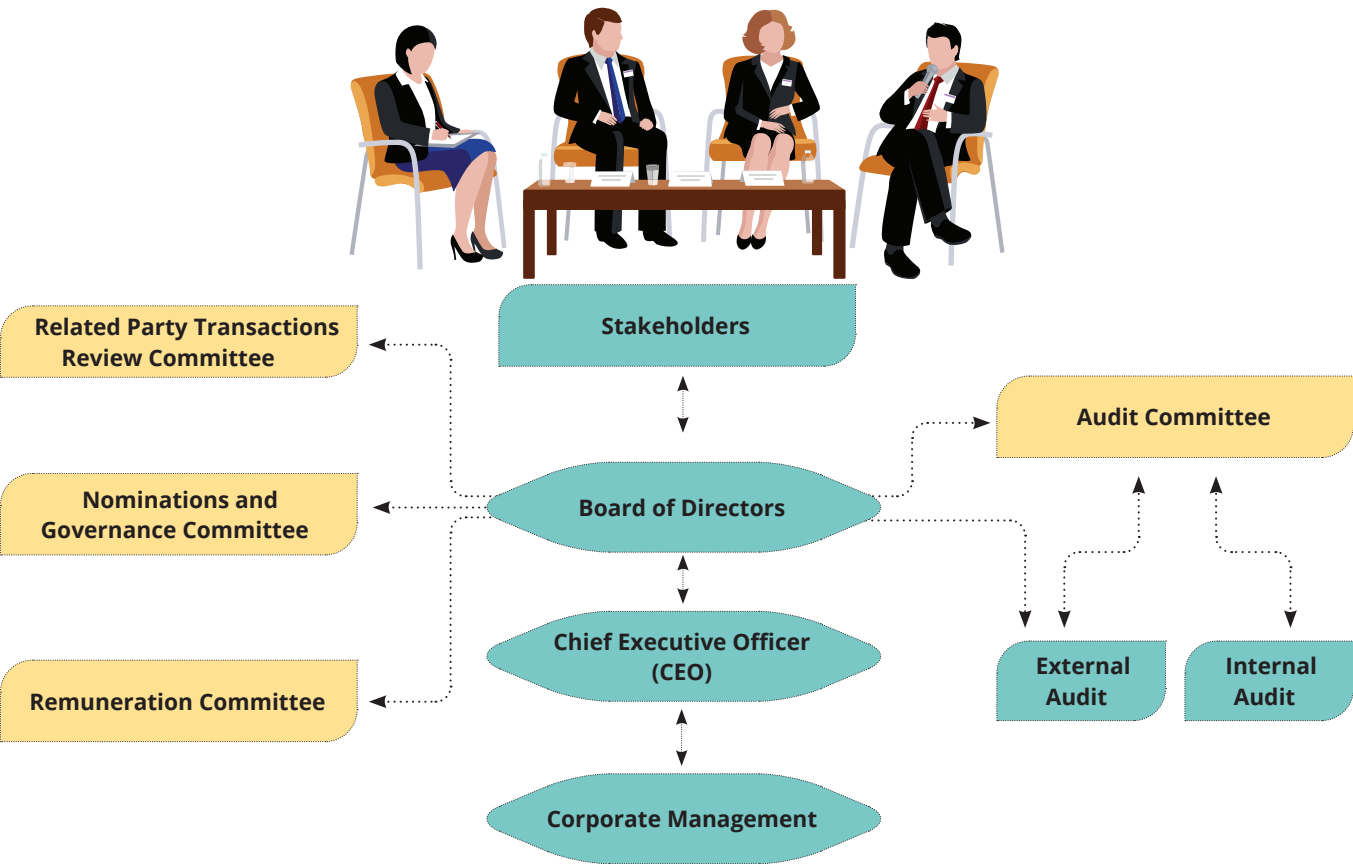 Stakeholders
Related Party Transactions
Review Committee
Audit Committee
Nominations and
Governance Committee
Board of Directors
Chief Executive Officer
(CEO)
External
Audit
Internal
Audit
Remuneration Committee
Corporate Management